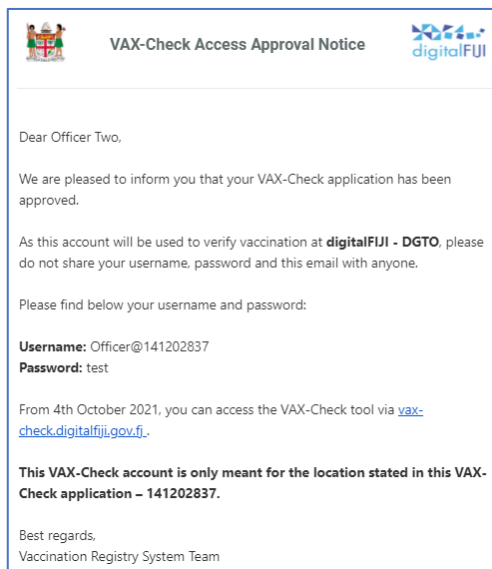 VAX-Check Access Approval Notice
digitalFIJI
Dear Officer Two,
We are pleased to inform you that your VAX-Check application has been
approved.
As this account will be used to verify vaccination at digitalFIJI - DGTO, please
do not share your username, password and this email with anyone.
Please find below your username and password:
Username: Officer@141202837
Password: test
From 4th October 2021, you can access the VAX-Check tool via vax-
check.digitalfiji.gov.fj .
This VAX-Check account is only meant for the location stated in this VAX-
Check application – 141202837.
Best regards,
Vaccination Registry System Team